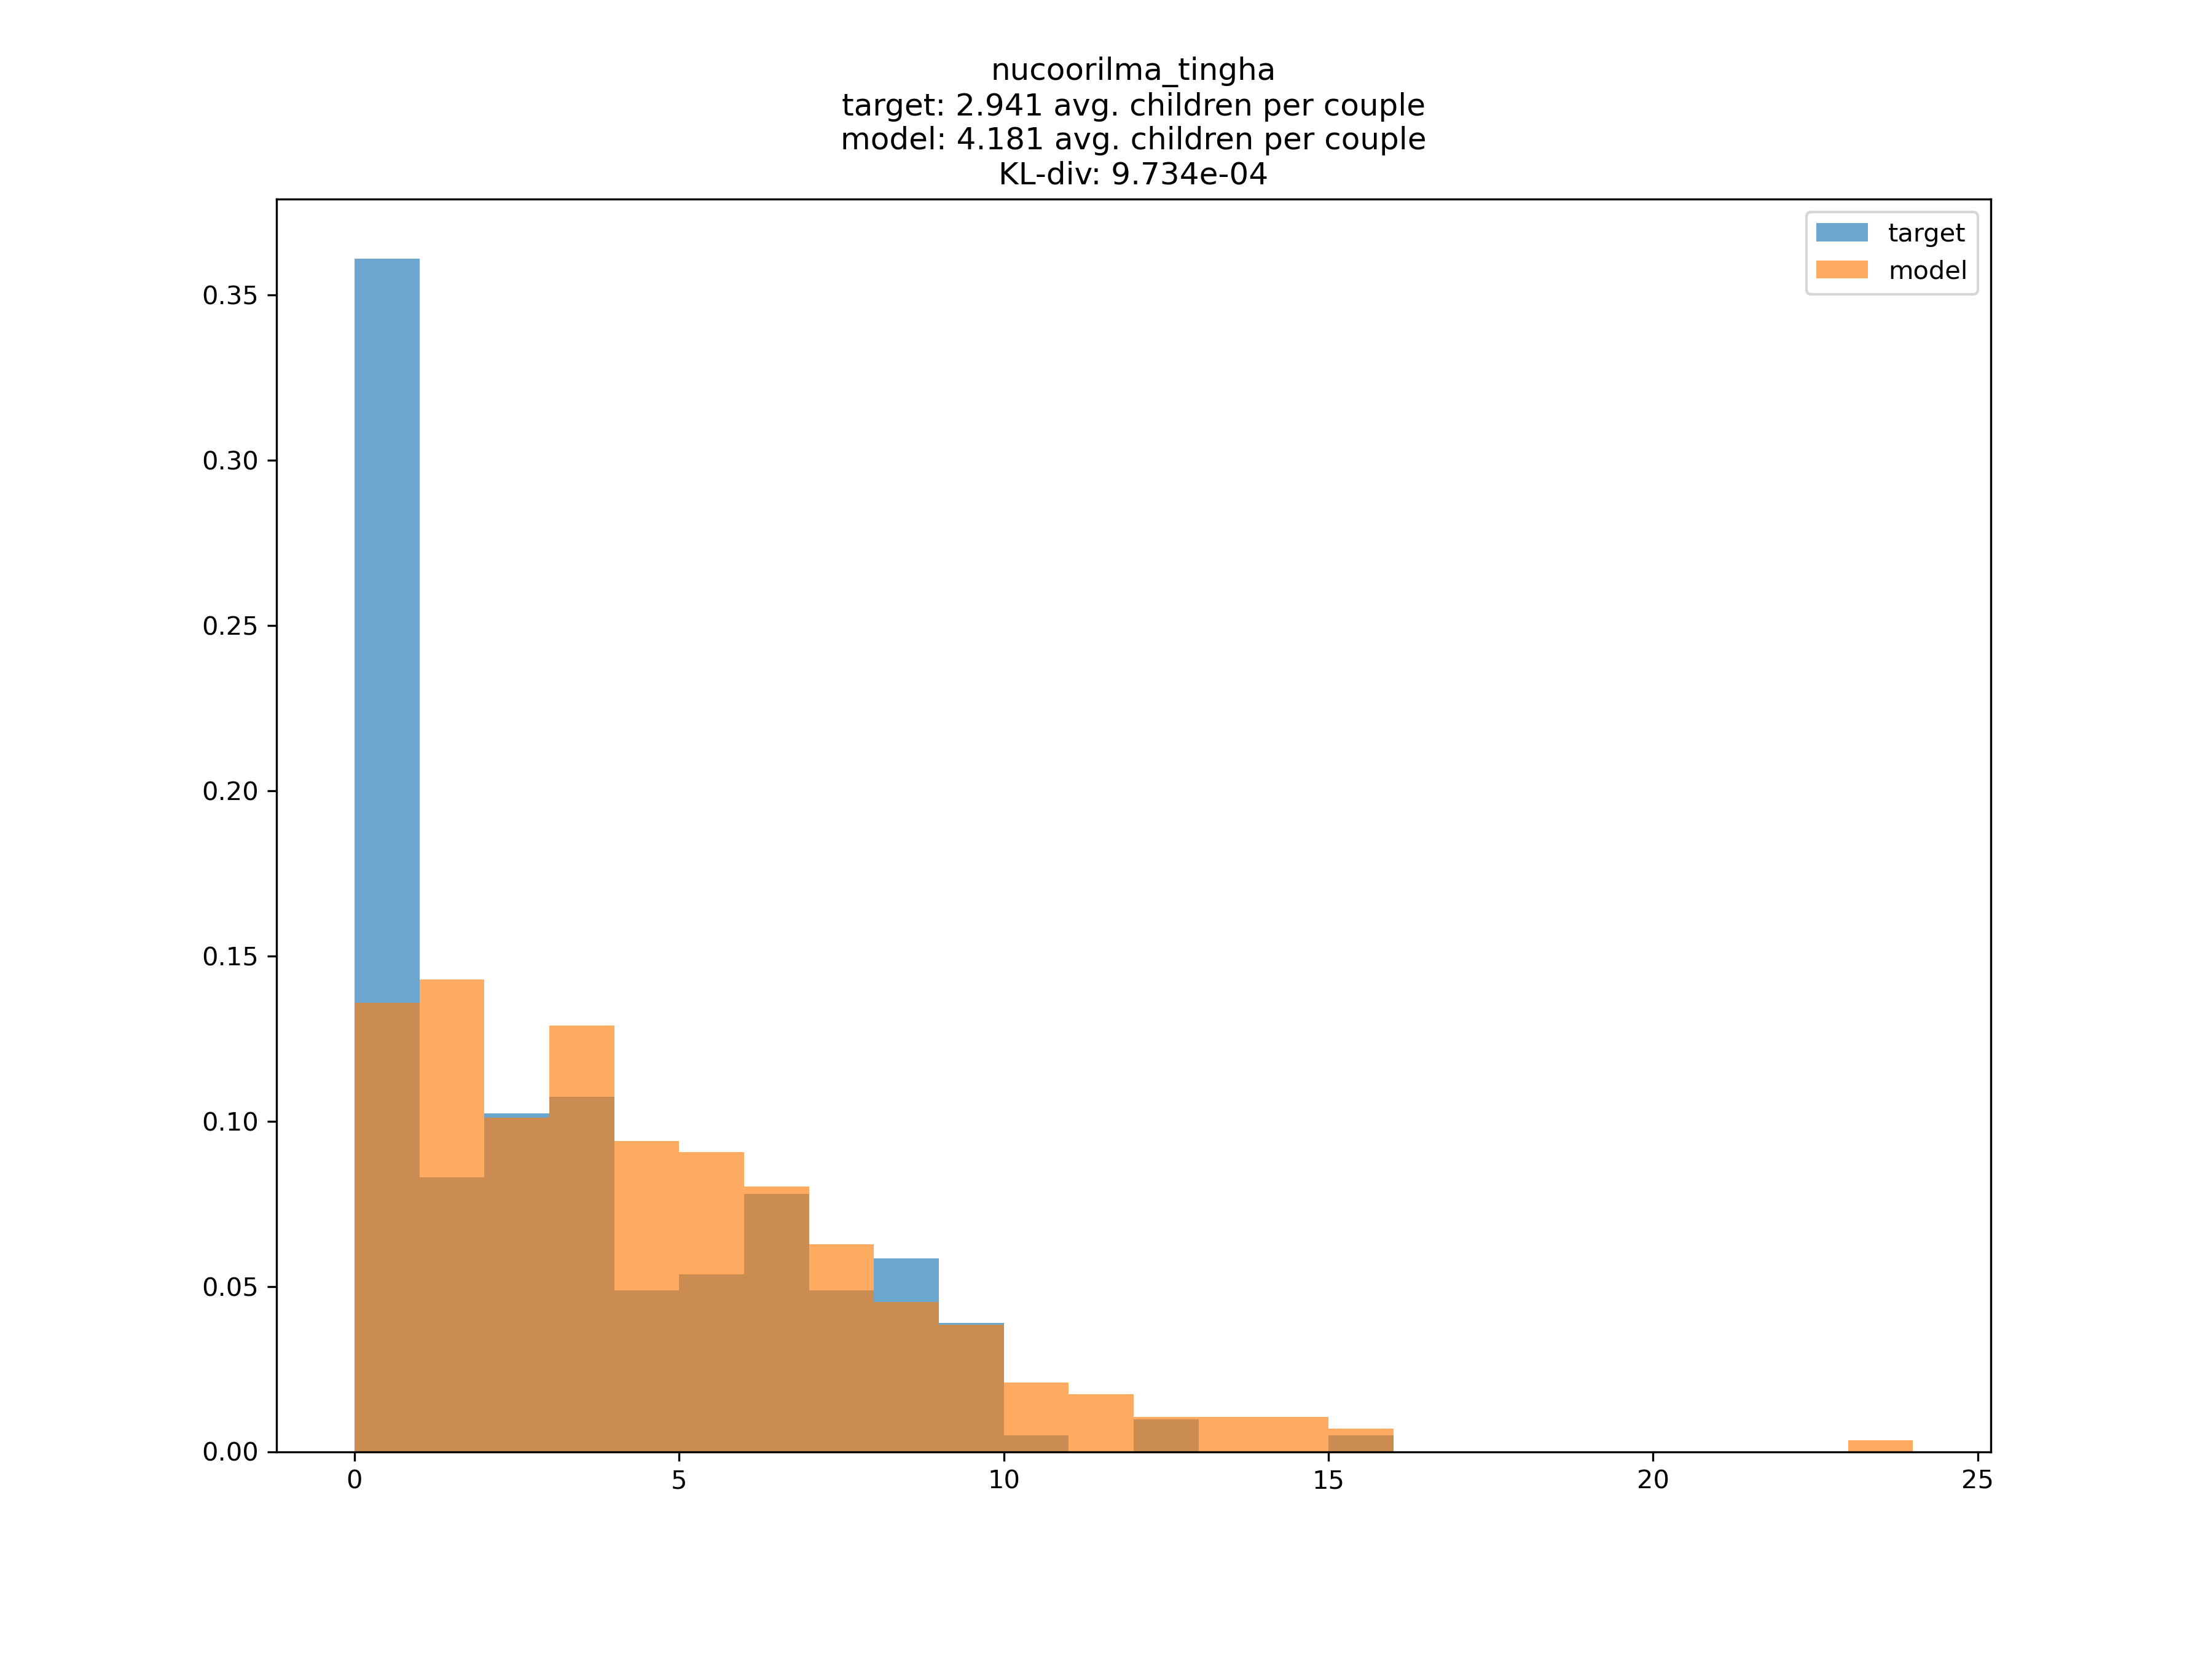 nucoorilma_tingha
target: 2.941 avg. children per couple
model: 4.181 avg. children per couple
KL-div: 9.734e-04
target
model
0.35
0.30
0.25
0.20
0.15
0.10
0.05
0.00
0 5 10 15 20 25